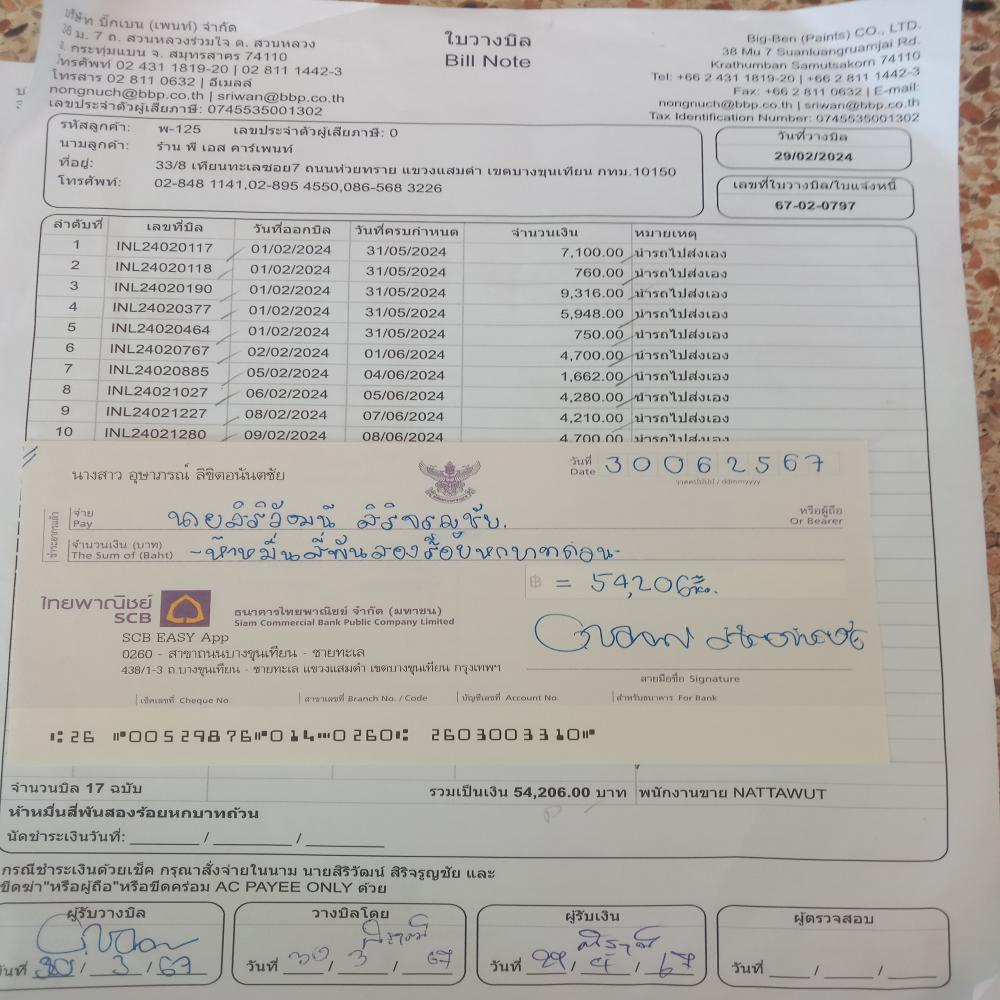 บริษัท บิ๊กเบน (เพนท์) จำกัด
ม. 7 ถ. สวนหลวงร่วมใจ ต. สวนหลวง
อ. กระทุ่มแบน จ. สมุทรสาคร 74110
โทรศัพท์ 02 431 1819-20 | 02 811 1442-3
โทรสาร 02 811 0632 | อีเมลส์
nongnuch@bbp.co.th | sriwan@bbp.co.th
เลขประจำตัวผู้เสียภาษี: 0745535001302
ใบวางบิล
Bill Note
Big-Ben (Paints) CO., LTD.
38 Mu 7 Suanluangruamjai Rd.
Krathumban Samutsakorn 74110
Tel: +66 2 431 1819-20 | +66 2 811 1442-3
Fax: +66 2 811 0632 | E-mail:
nongnuch@bbp.co.th | sriwan@bbp.co.th
Tax Identification Number: 0745535001302
รหัสลูกค้า: พ-125 เลขประจำตัวผู้เสียภาษี: 0
นามลูกค้า: ร้าน พี เอส คาร์เพนท์
ที่อยู่: 33/8 เทียนทะเลซอย7 ถนนห้วยทราย แขวงแสมดำ เขตบางขุนเทียน กทม.10150
โทรศัพท์: 02-848 1141,02-895 4550,086-568 3226
วันที่วางบิล
29/02/2024
เลขที่ใบวางบิล/ใบแจ้งหนี้
67-02-0797
ลำดับที่ เลขที่บิล วันที่ออกบิล วันที่ครบกำหนด จำนวนเงิน หมายเหตุ
1 INL24020117 01/02/2024 31/05/2024 7,100.00 นำรถไปส่งเอง
2 INL24020118 01/02/2024 31/05/2024 760.00 นำรถไปส่งเอง
3 INL24020190 01/02/2024 31/05/2024 9,316.00 นำรถไปส่งเอง
4 INL24020377 01/02/2024 31/05/2024 5,948.00 นำรถไปส่งเอง
5 INL24020464 01/02/2024 31/05/2024 750.00 นำรถไปส่งเอง
6 INL24020767 02/02/2024 01/06/2024 4,700.00 นำรถไปส่งเอง
7 INL24020885 05/02/2024 04/06/2024 1,662.00 นำรถไปส่งเอง
8 INL24021027 06/02/2024 05/06/2024 4,280.00 นำรถไปส่งเอง
9 INL24021227 08/02/2024 07/06/2024 4,210.00 นำรถไปส่งเอง
10 INL24021280 09/02/2024 08/06/2024 4,700.00 นำรถไปส่งเอง
นางสาว อุษาภรณ์ ลิขิตอนันตชัย
วันที่ 30062567
Date
ววดดปปปป / ddmmyyyy
จ่าย
Pay
นายสิริวัฒน์ สิริจรูญชัย.
หรือผู้ถือ
Or Bearer
จำนวนเงิน (บาท)
The Sum of (Baht)
-ห้าหมื่นสี่พันสองร้อยหกบาทถ้วน-
฿ = 54,206
ไทยพาณิชย์
SCB
ธนาคารไทยพาณิชย์ จำกัด (มหาชน)
Siam Commercial Bank Public Company Limited
SCB EASY App
0260 - สาขาถนนบางขุนเทียน - ชายทะเล
438/1-3 ถ.บางขุนเทียน - ชายทะเล แขวงแสมดำ เขตบางขุนเทียน กรุงเทพฯ
ลายมือชื่อ Signature
เช็คเลขที่ Cheque No. สาขาเลขที่ Branch No. / Code บัญชีเลขที่ Account No. สำหรับธนาคาร For Bank
⑆26 ⑈00529876⑈014⑉0260⑆ 2603003310⑈
จำนวนบิล 17 ฉบับ รวมเป็นเงิน 54,206.00 บาท พนักงานขาย NATTAWUT
ห้าหมื่นสี่พันสองร้อยหกบาทถ้วน
นัดชำระเงินวันที่: ______ / ______ / ______
กรณีชำระเงินด้วยเช็ค กรุณาสั่งจ่ายในนาม นายสิริวัฒน์ สิริจรูญชัย และ
ขีดฆ่า"หรือผู้ถือ"หรือขีดคร่อม AC PAYEE ONLY ด้วย
ผู้รับวางบิล วางบิลโดย ผู้รับเงิน ผู้ตรวจสอบ
วันที่ 30 / 3 / 67 วันที่ 30 / 3 / 67 วันที่ 29 / 4 / 67 วันที่ ___ / ___ / ___